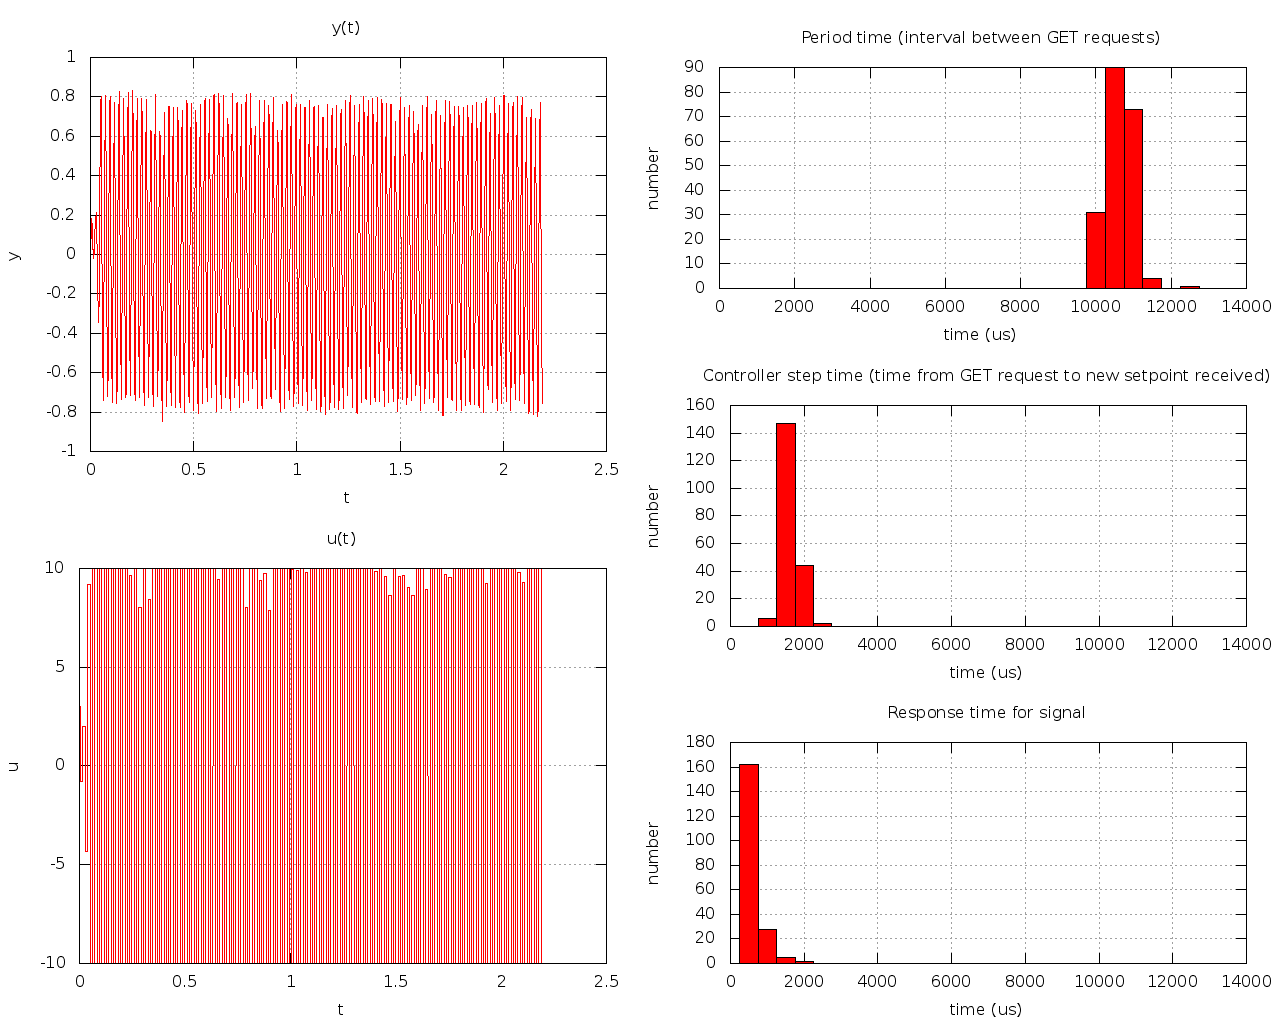 y(t)
1
0.8
0.6
0.4
0.2
0
-0.2
-0.4
-0.6
-0.8
-1
y
0 0.5 1 1.5 2 2.5
t
u(t)
10
5
0
-5
-10
u
0 0.5 1 1.5 2 2.5
t
Period time (interval between GET requests)
90
80
70
60
50
40
30
20
10
0
number
0 2000 4000 6000 8000 10000 12000 14000
time (us)
Controller step time (time from GET request to new setpoint received)
160
140
120
100
80
60
40
20
0
number
0 2000 4000 6000 8000 10000 12000 14000
time (us)
Response time for signal
180
160
140
120
100
80
60
40
20
0
number
0 2000 4000 6000 8000 10000 12000 14000
time (us)